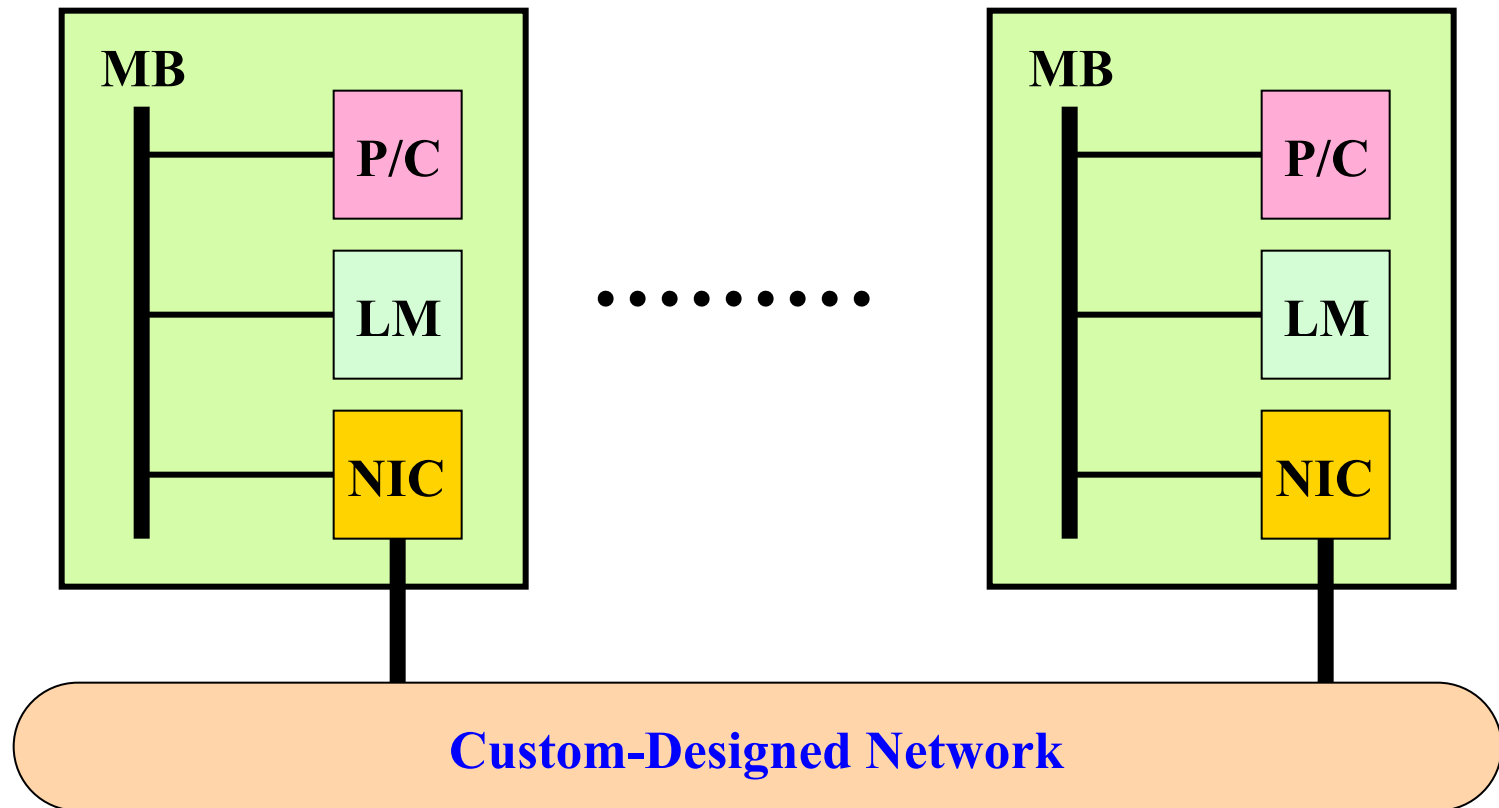 MB
P/C
LM
NIC
MB
P/C
LM
NIC
Custom-Designed Network